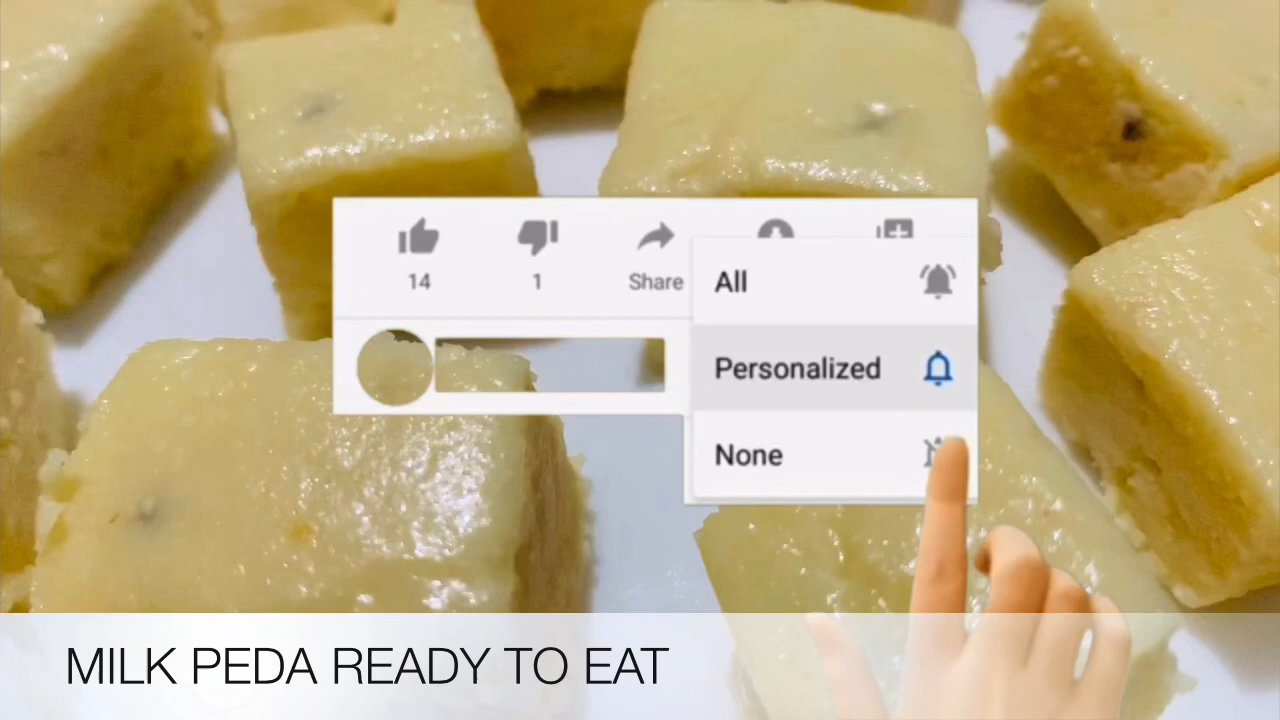 14
1
Share
All
Personalized
None
MILK PEDA READY TO EAT